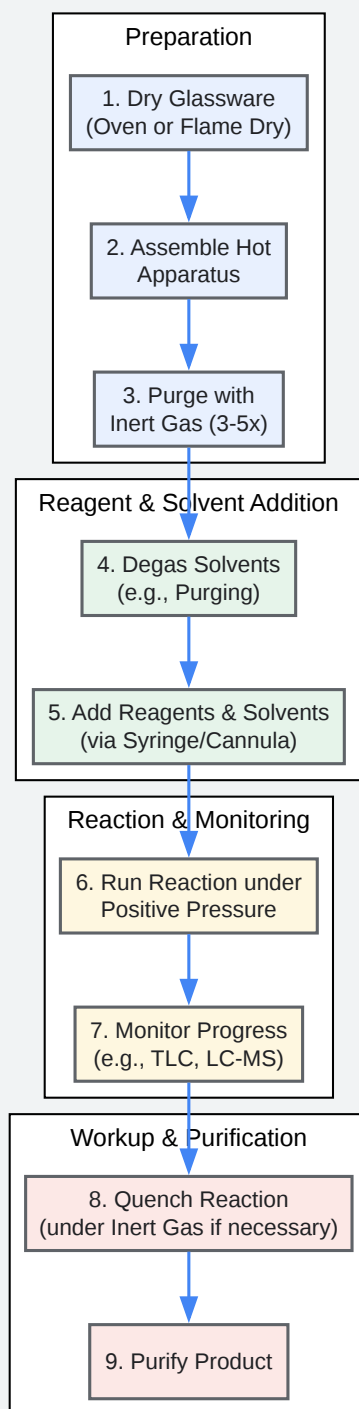 Preparation
1. Dry Glassware
(Oven or Flame Dry)
2. Assemble Hot
Apparatus
3. Purge with
Inert Gas (3-5x)
Reagent & Solvent Addition
4. Degas Solvents
(e.g., Purging)
5. Add Reagents & Solvents
(via Syringe/Cannula)
Reaction & Monitoring
6. Run Reaction under
Positive Pressure
7. Monitor Progress
(e.g., TLC, LC-MS)
Workup & Purification
8. Quench Reaction
(under Inert Gas if necessary)
9. Purify Product